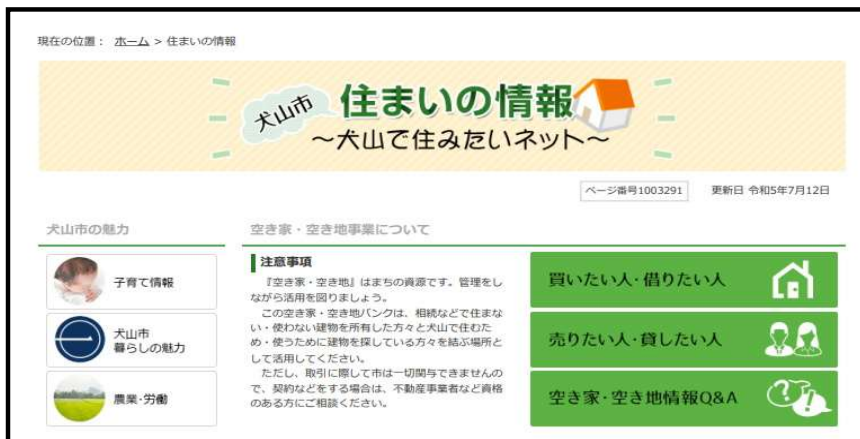 現在の位置： ホーム > 住まいの情報
犬山市 住まいの情報
～犬山で住みたいネット～
ページ番号1003291 更新日 令和5年7月12日
犬山市の魅力
子育て情報
犬山市
暮らしの魅力
農業・労働
空き家・空き地事業について
注意事項
『空き家・空き地』はまちの資源です。管理をし
ながら活用を図りましょう。
この空き家・空き地バンクは、相続などで住まな
い・使わない建物を所有した方々と犬山で住むた
め・使うために建物を探している方々を結ぶ場所と
して活用してください。
ただし、取引に際して市は一切関与できませんの
で、契約などをする場合は、不動産事業者など資格
のある方にご相談ください。
買いたい人・借りたい人
売りたい人・貸したい人
空き家・空き地情報Q&A